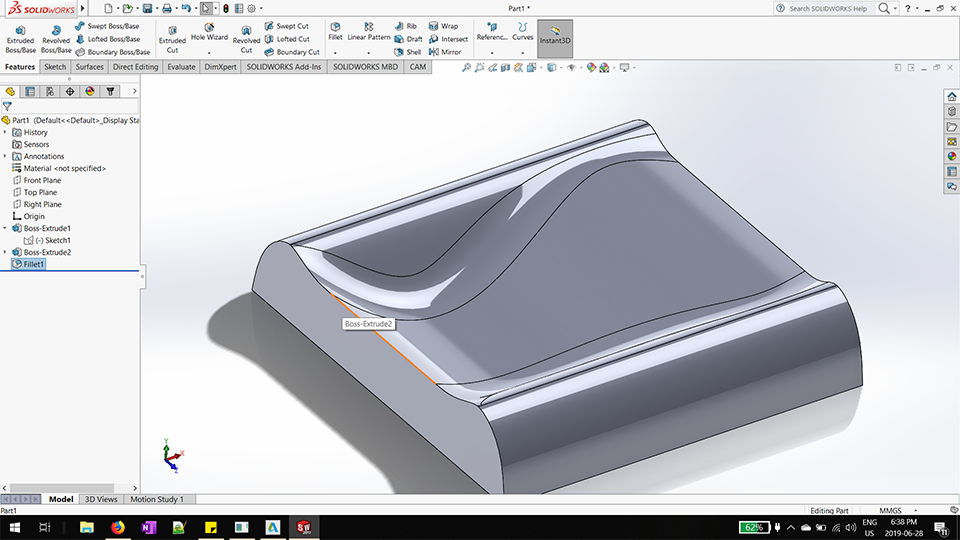 SOLIDWORKS
Part1 *
Search SOLIDWORKS Help
Extruded Boss/Base
Revolved Boss/Base
Swept Boss/Base
Lofted Boss/Base
Boundary Boss/Base
Extruded Cut
Hole Wizard
Revolved Cut
Swept Cut
Lofted Cut
Boundary Cut
Fillet
Linear Pattern
Rib
Draft
Shell
Wrap
Intersect
Mirror
Referenc...
Curves
Instant3D
Features Sketch Surfaces Direct Editing Evaluate DimXpert SOLIDWORKS Add-Ins SOLIDWORKS MBD CAM
Part1 (Default<<Default>_Display Sta
History
Sensors
Annotations
Material <not specified>
Front Plane
Top Plane
Right Plane
Origin
Boss-Extrude1
(-) Sketch1
Boss-Extrude2
Fillet1
Boss-Extrude2
Y
X
Z
Model 3D Views Motion Study 1
Part1 Editing Part MMGS
62% ENG US 6:38 PM 2019-06-28